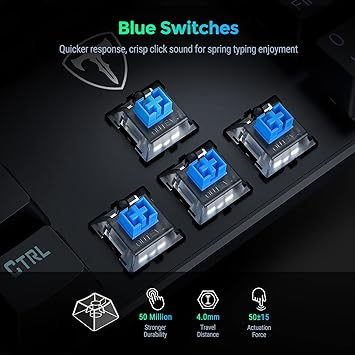 Blue Switches
Quicker response, crisp click sound for spring typing enjoyment
CTRL
50 Million
Stronger
Durability
4.0mm
Travel
Distance
50±15
Actuation
Force